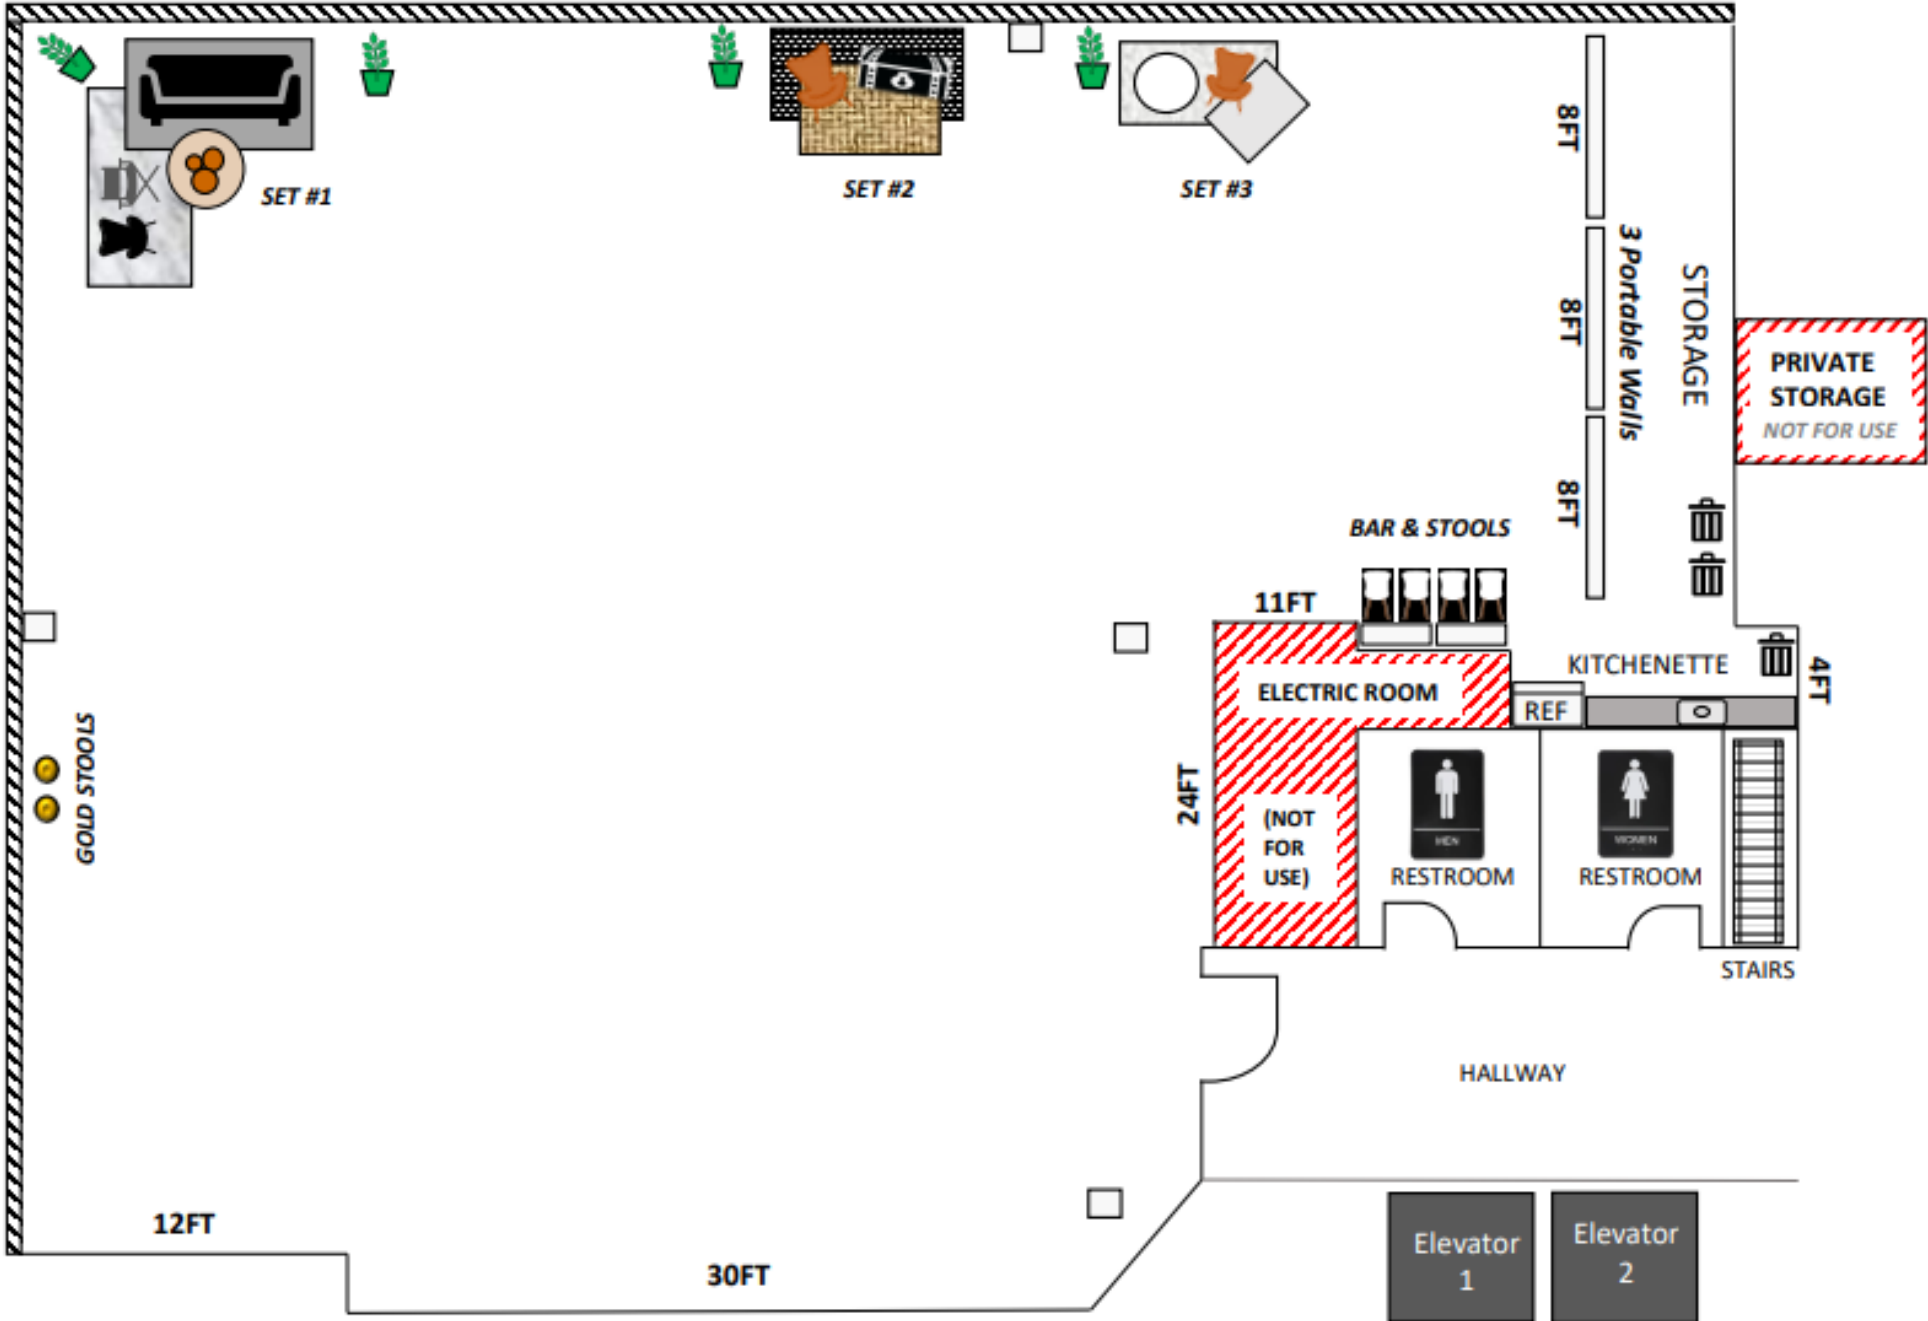 SET #1
SET #2
SET #3
8FT
8FT
8FT
3 Portable Walls
STORAGE
PRIVATE
STORAGE
NOT FOR USE
BAR & STOOLS
11FT
KITCHENETTE
4FT
ELECTRIC ROOM
REF
GOLD STOOLS
24FT
(NOT
FOR
USE)
MEN
RESTROOM
WOMEN
RESTROOM
STAIRS
HALLWAY
12FT
30FT
Elevator
1
Elevator
2